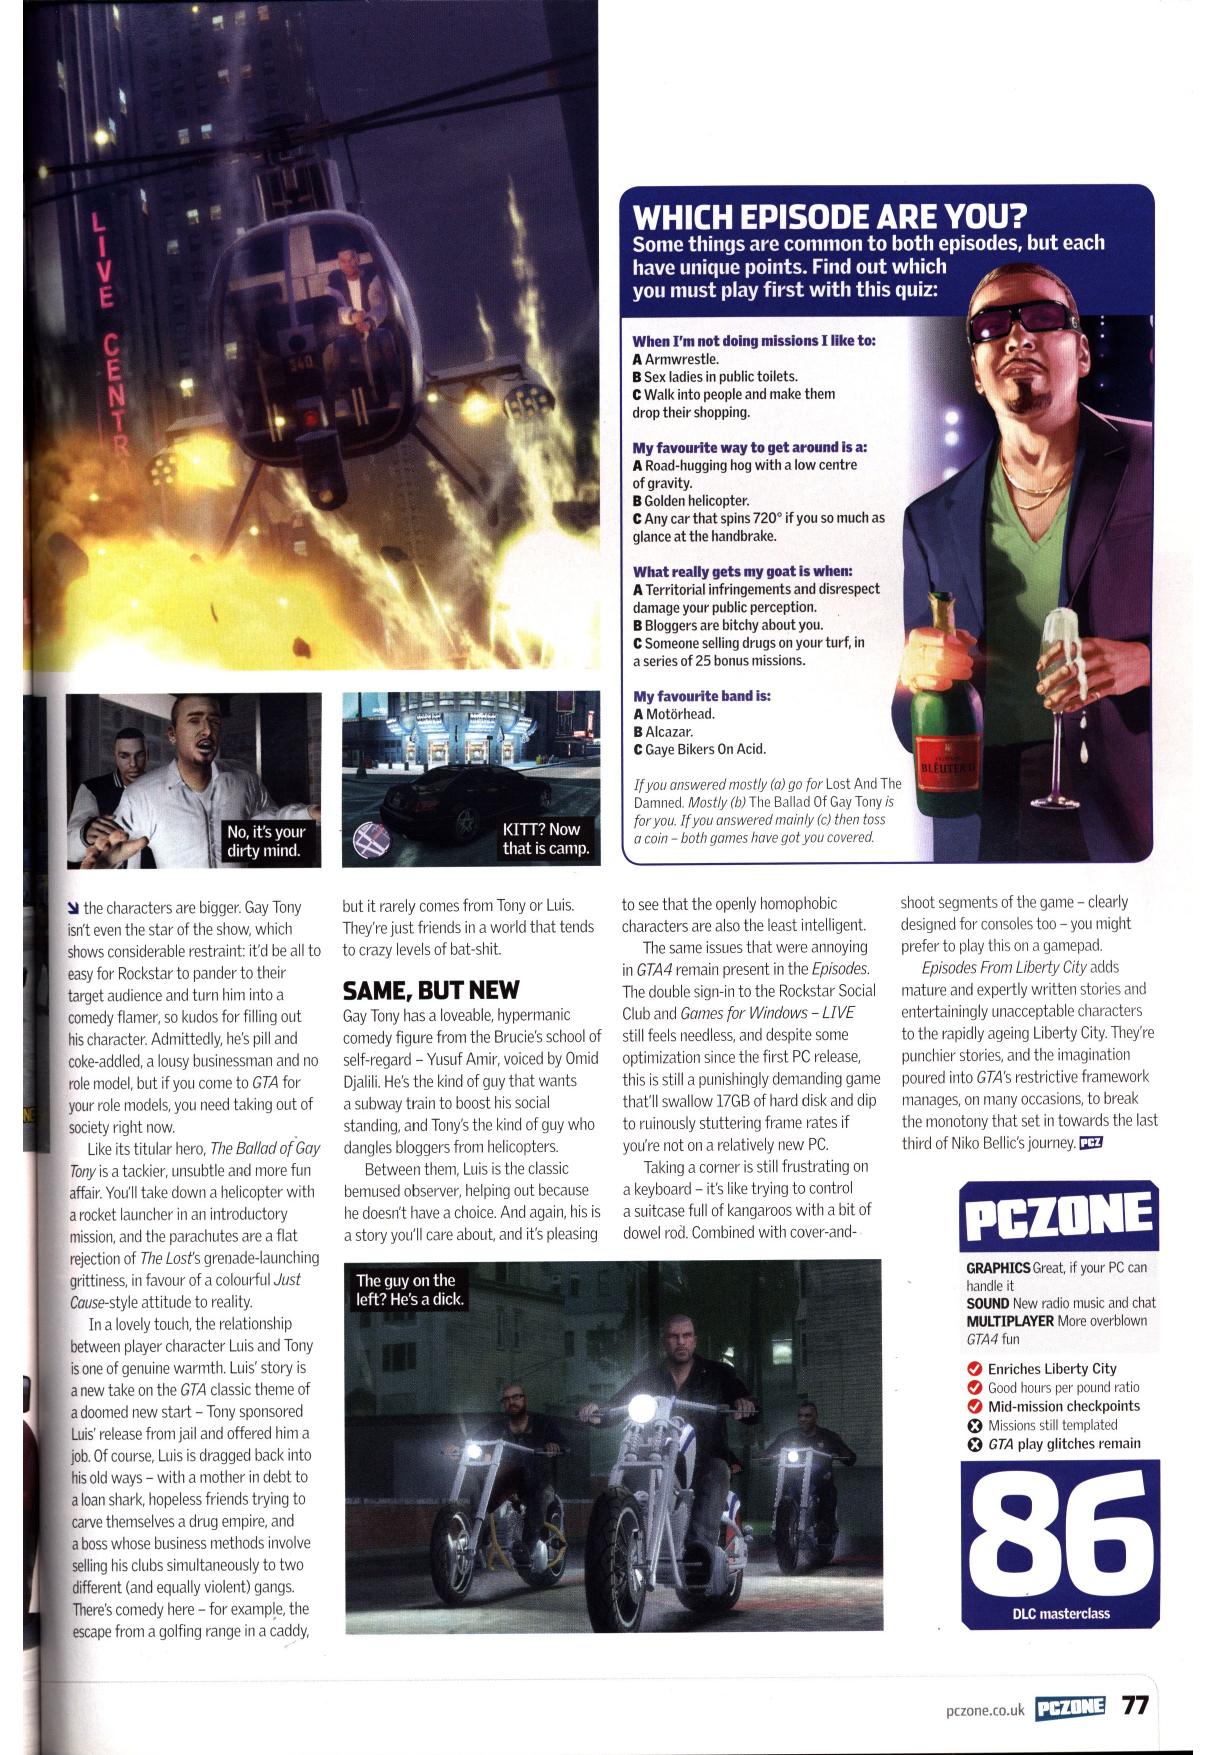 LIVE CENTR
WHICH EPISODE ARE YOU?
Some things are common to both episodes, but each
have unique points. Find out which
you must play first with this quiz:
When I'm not doing missions I like to:
A Armwrestle.
B Sex ladies in public toilets.
C Walk into people and make them
drop their shopping.
My favourite way to get around is a:
A Road-hugging hog with a low centre
of gravity.
B Golden helicopter.
C Any car that spins 720° if you so much as
glance at the handbrake.
What really gets my goat is when:
A Territorial infringements and disrespect
damage your public perception.
B Bloggers are bitchy about you.
C Someone selling drugs on your turf, in
a series of 25 bonus missions.
My favourite band is:
A Motörhead.
B Alcazar.
C Gaye Bikers On Acid.
If you answered mostly (a) go for Lost And The
Damned. Mostly (b) The Ballad Of Gay Tony is
for you. If you answered mainly (c) then toss
a coin – both games have got you covered.
BLÊUTER'D
No, it's your
dirty mind.
KITT? Now
that is camp.
the characters are bigger. Gay Tony
isn't even the star of the show, which
shows considerable restraint: it'd be all to
easy for Rockstar to pander to their
target audience and turn him into a
comedy flamer, so kudos for filling out
his character. Admittedly, he's pill and
coke-addled, a lousy businessman and no
role model, but if you come to GTA for
your role models, you need taking out of
society right now.
Like its titular hero, The Ballad of Gay
Tony is a tackier, unsubtle and more fun
affair. You'll take down a helicopter with
a rocket launcher in an introductory
mission, and the parachutes are a flat
rejection of The Lost's grenade-launching
grittiness, in favour of a colourful Just
Cause-style attitude to reality.
In a lovely touch, the relationship
between player character Luis and Tony
is one of genuine warmth. Luis' story is
a new take on the GTA classic theme of
a doomed new start – Tony sponsored
Luis' release from jail and offered him a
job. Of course, Luis is dragged back into
his old ways – with a mother in debt to
a loan shark, hopeless friends trying to
carve themselves a drug empire, and
a boss whose business methods involve
selling his clubs simultaneously to two
different (and equally violent) gangs.
There's comedy here – for example, the
escape from a golfing range in a caddy,
but it rarely comes from Tony or Luis.
They're just friends in a world that tends
to crazy levels of bat-shit.
SAME, BUT NEW
Gay Tony has a loveable, hypermanic
comedy figure from the Brucie's school of
self-regard – Yusuf Amir, voiced by Omid
Djalili. He's the kind of guy that wants
a subway train to boost his social
standing, and Tony's the kind of guy who
dangles bloggers from helicopters.
Between them, Luis is the classic
bemused observer, helping out because
he doesn't have a choice. And again, his is
a story you'll care about, and it's pleasing
to see that the openly homophobic
characters are also the least intelligent.
The same issues that were annoying
in GTA4 remain present in the Episodes.
The double sign-in to the Rockstar Social
Club and Games for Windows – LIVE
still feels needless, and despite some
optimization since the first PC release,
this is still a punishingly demanding game
that'll swallow 17GB of hard disk and dip
to ruinously stuttering frame rates if
you're not on a relatively new PC.
Taking a corner is still frustrating on
a keyboard – it's like trying to control
a suitcase full of kangaroos with a bit of
dowel rod. Combined with cover-and-
shoot segments of the game – clearly
designed for consoles too – you might
prefer to play this on a gamepad.
Episodes From Liberty City adds
mature and expertly written stories and
entertainingly unacceptable characters
to the rapidly ageing Liberty City. They're
punchier stories, and the imagination
poured into GTA's restrictive framework
manages, on many occasions, to break
the monotony that set in towards the last
third of Niko Bellic's journey. PCZ
The guy on the
left? He's a dick.
PCZONE
GRAPHICS Great, if your PC can
handle it
SOUND New radio music and chat
MULTIPLAYER More overblown
GTA4 fun
Enriches Liberty City
Good hours per pound ratio
Mid-mission checkpoints
Missions still templated
GTA play glitches remain
86
DLC masterclass
pczone.co.uk PCZONE 77